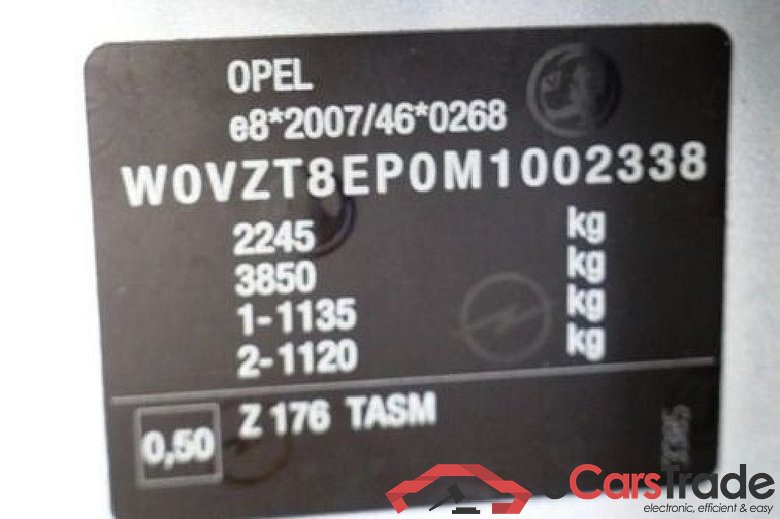 OPEL
e8*2007/46*0268
W0VZT8EP0M1002338
2245 kg
3850 kg
1-1135 kg
2-1120 kg
0,50 Z 176 TASM
eCarsTrade
electronic, efficient & easy